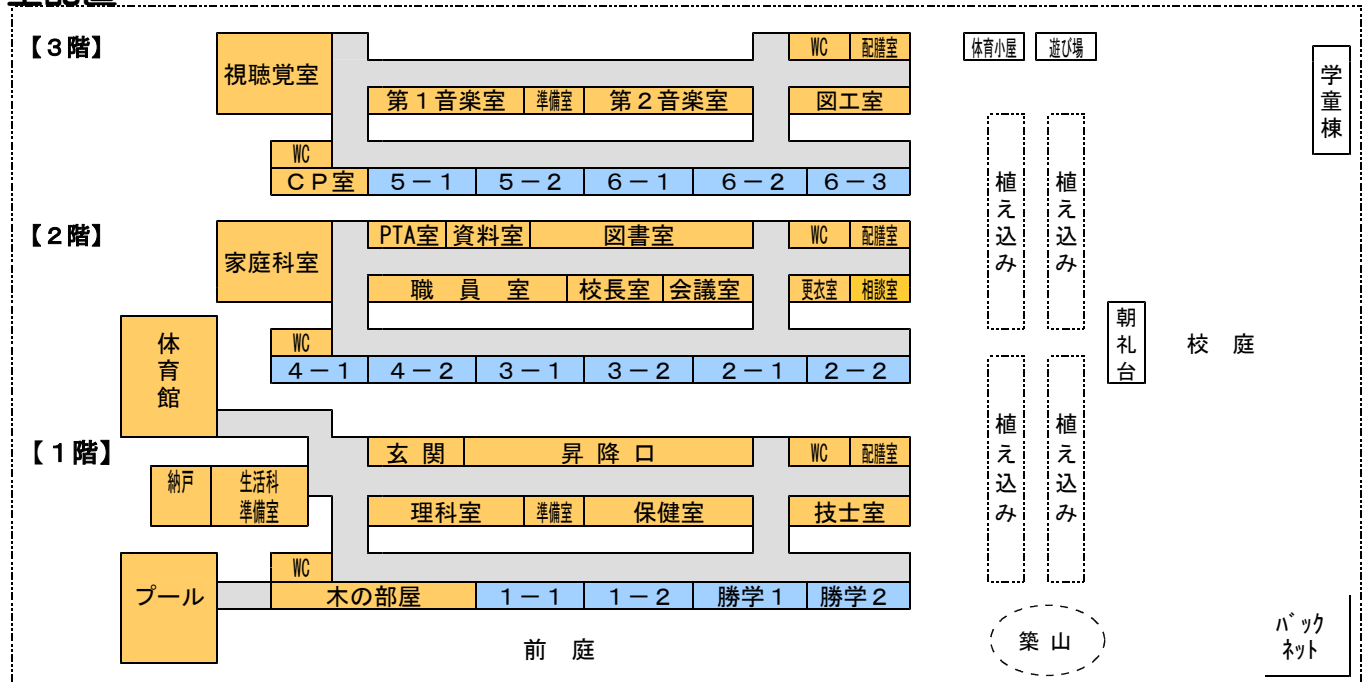 【３階】
視聴覚室
WC
配膳室
第１音楽室
準備室
第２音楽室
図工室
WC
ＣＰ室
５－１
５－２
６－１
６－２
６－３
【２階】
家庭科室
PTA室
資料室
図書室
WC
配膳室
職員室
校長室
会議室
更衣室
相談室
WC
４－１
４－２
３－１
３－２
２－１
２－２
体育館
【１階】
玄関
昇降口
WC
配膳室
納戸
生活科
準備室
理科室
準備室
保健室
技士室
WC
プール
木の部屋
１－１
１－２
勝学１
勝学２
前庭
体育小屋
遊び場
学童棟
植え込み
植え込み
朝礼台
校庭
植え込み
植え込み
築山
ﾊﾞｯｸ
ﾈｯﾄ